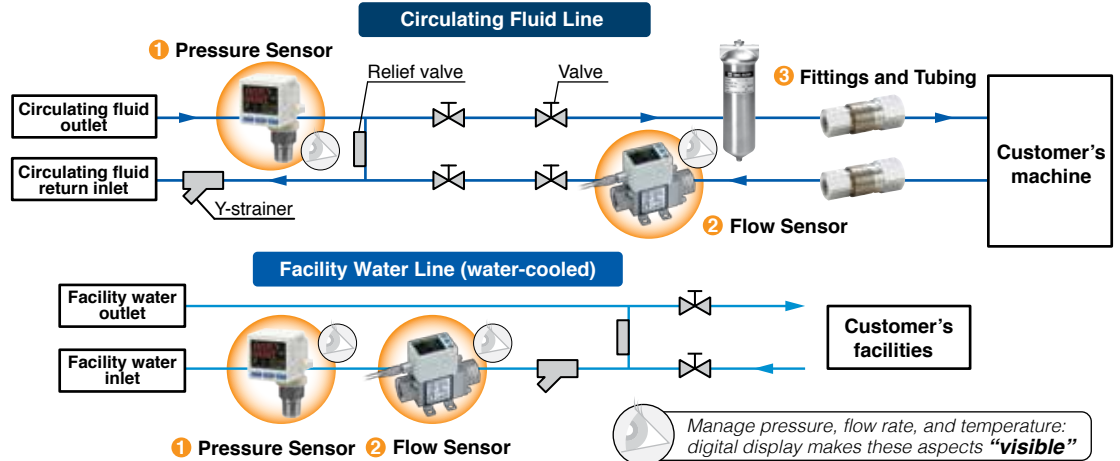 Circulating Fluid Line
1 Pressure Sensor
Relief valve
Valve
3 Fittings and Tubing
Circulating fluid
outlet
Circulating fluid
return inlet
Y-strainer
2 Flow Sensor
Customer's
machine
Facility Water Line (water-cooled)
Facility water
outlet
Facility water
inlet
Customer's
facilities
1 Pressure Sensor
2 Flow Sensor
Manage pressure, flow rate, and temperature:
digital display makes these aspects "visible"